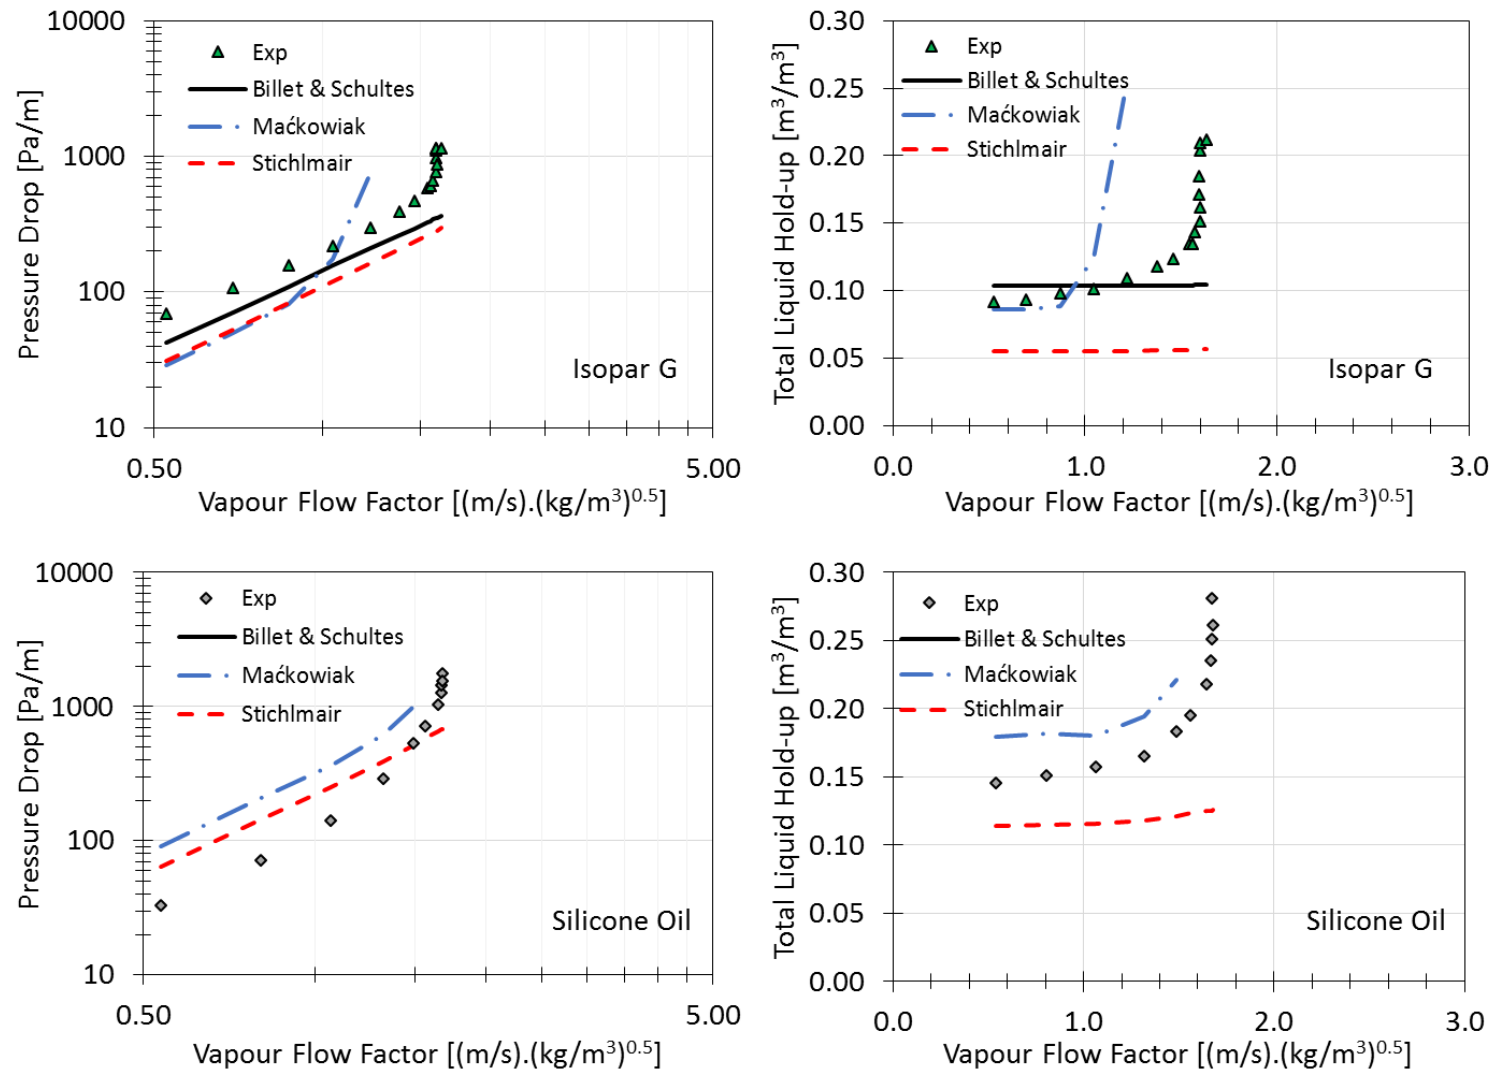 10000
1000
100
10
Pressure Drop [Pa/m]
Exp
Billet & Schultes
Maćkowiak
Stichlmair
Isopar G
0.50
5.00
Vapour Flow Factor [(m/s).(kg/m³)⁰·⁵]
0.30
0.25
0.20
0.15
0.10
0.05
0.00
Total Liquid Hold-up [m³/m³]
Exp
Billet & Schultes
Maćkowiak
Stichlmair
Isopar G
0.0
1.0
2.0
3.0
Vapour Flow Factor [(m/s).(kg/m³)⁰·⁵]
10000
1000
100
10
Pressure Drop [Pa/m]
Exp
Billet & Schultes
Maćkowiak
Stichlmair
Silicone Oil
0.50
5.00
Vapour Flow Factor [(m/s).(kg/m³)⁰·⁵]
0.30
0.25
0.20
0.15
0.10
0.05
0.00
Total Liquid Hold-up [m³/m³]
Exp
Billet & Schultes
Maćkowiak
Stichlmair
Silicone Oil
0.0
1.0
2.0
3.0
Vapour Flow Factor [(m/s).(kg/m³)⁰·⁵]